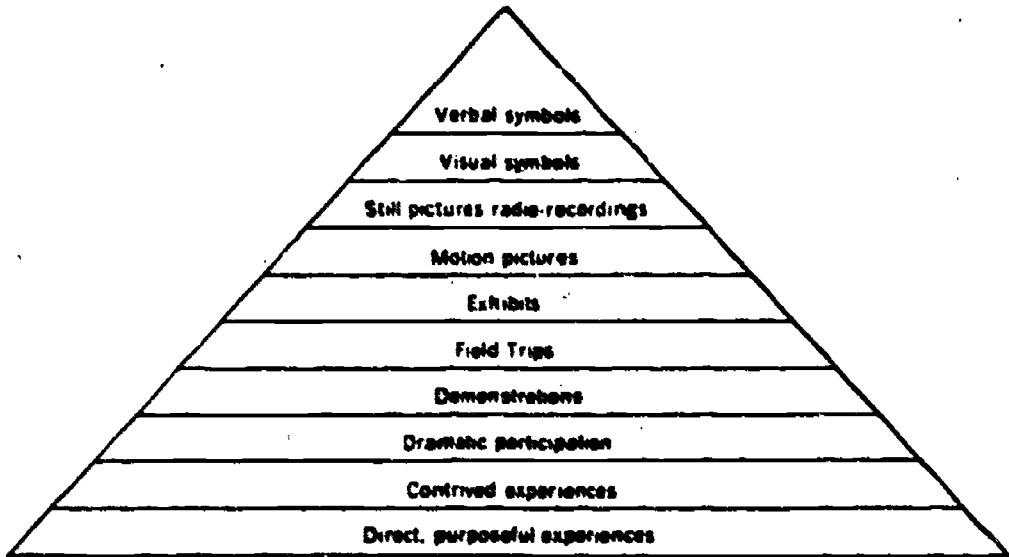 Verbal symbols
Visual symbols
Still pictures radio-recordings
Motion pictures
Exhibits
Field Trips
Demonstrations
Dramatic participation
Contrived experiences
Direct, purposeful experiences